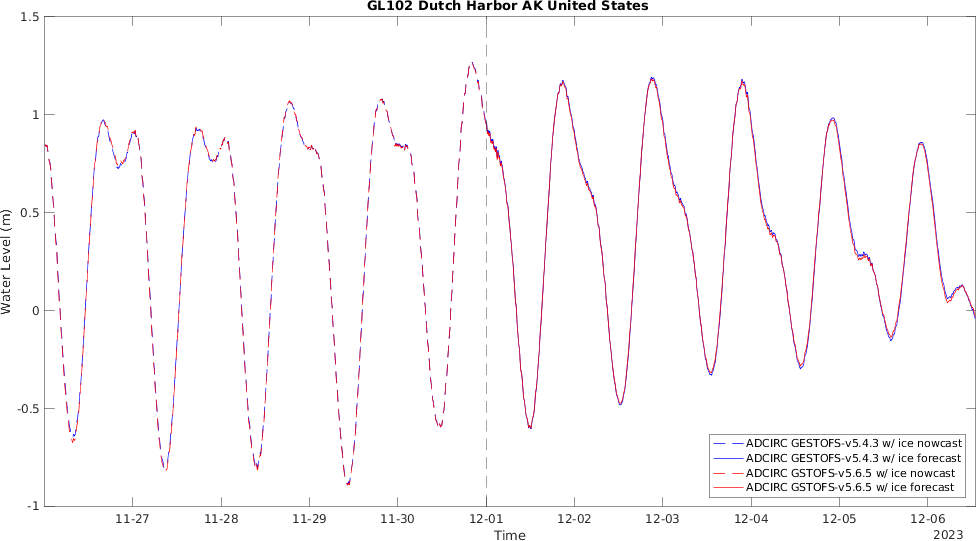 GL102 Dutch Harbor AK United States
1.5
1
0.5
0
-0.5
-1
Water Level (m)
11-27 11-28 11-29 11-30 12-01 12-02 12-03 12-04 12-05 12-06
Time
2023
ADCIRC GESTOFS-v5.4.3 w/ ice nowcast
ADCIRC GESTOFS-v5.4.3 w/ ice forecast
ADCIRC GSTOFS-v5.6.5 w/ ice nowcast
ADCIRC GSTOFS-v5.6.5 w/ ice forecast